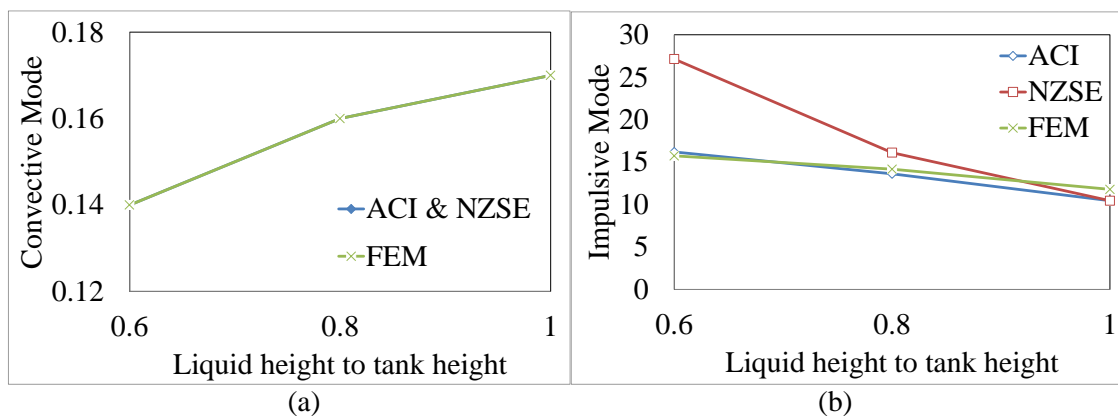 0.18
0.16
0.14
0.12
Convective Mode
ACI & NZSE
FEM
0.6 0.8 1
Liquid height to tank height
(a)
30
25
20
15
10
5
0
Impulsive Mode
ACI
NZSE
FEM
0.6 0.8 1
Liquid height to tank height
(b)